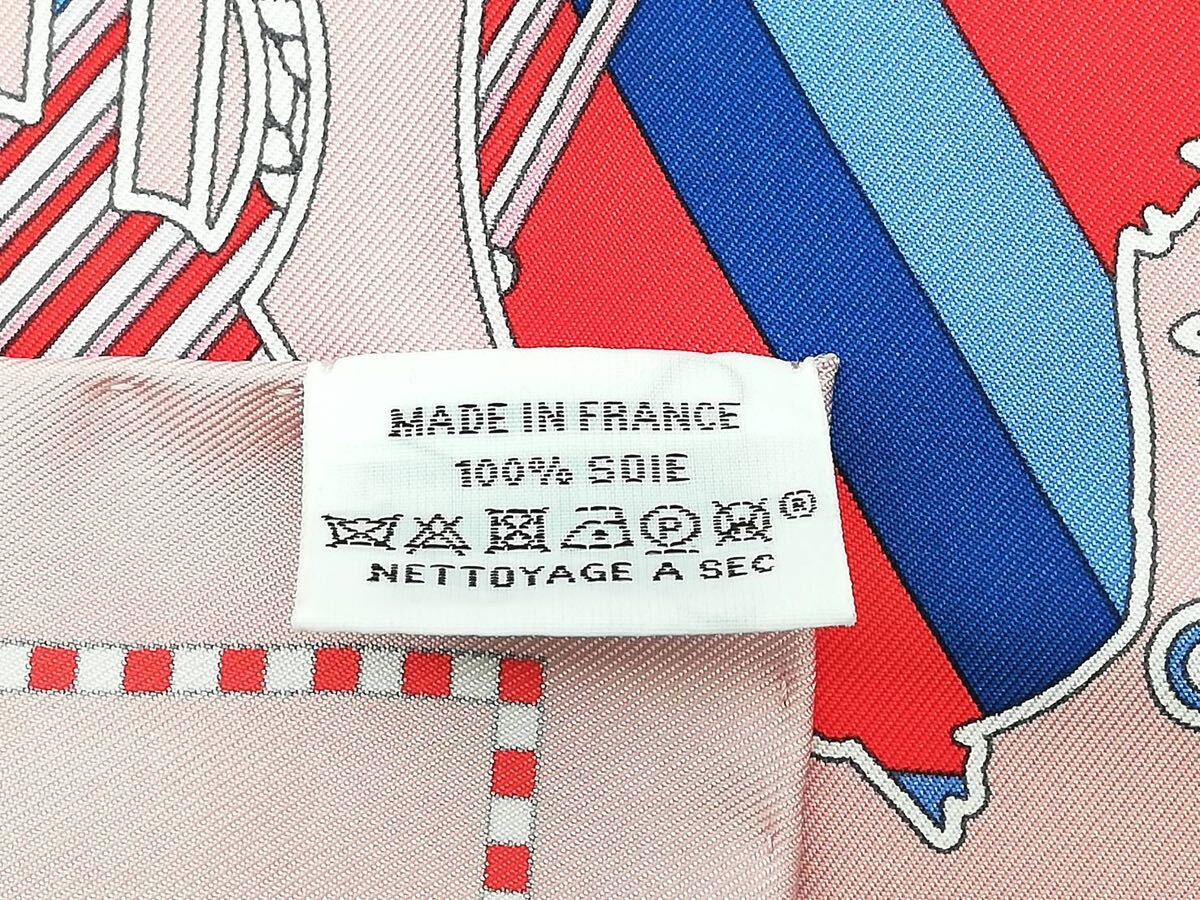 MADE IN FRANCE
100% SOIE
P W ®
NETTOYAGE A SEC